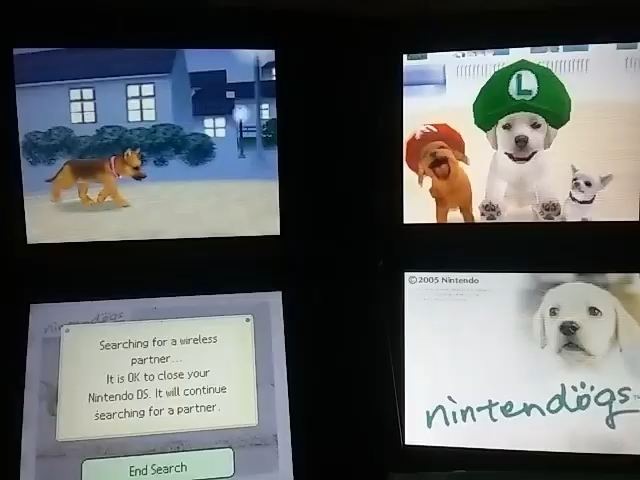 L
nintendogs
Searching for a wireless
partner...
It is OK to close your
Nintendo DS. It will continue
searching for a partner.
End Search
©2005 Nintendo
nintendögs